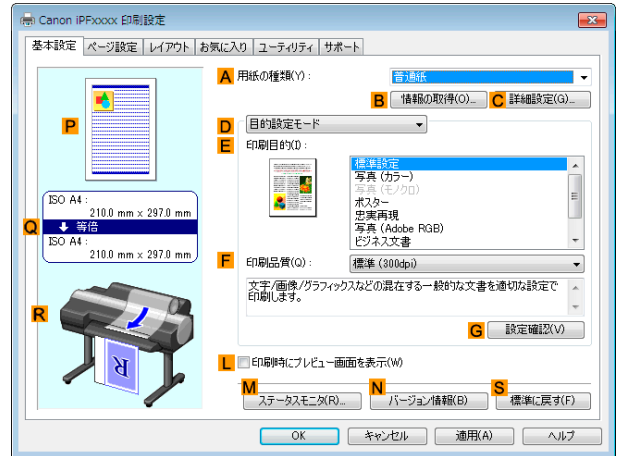 Canon iPFxxxx 印刷設定
基本設定 ページ設定 レイアウト お気に入り ユーティリティ サポート
A 用紙の種類(Y): 普通紙
B 情報の取得(O)... C 詳細設定(G)...
P
D 目的設定モード
E 印刷目的(I):
標準設定
写真 (カラー)
写真 (モノクロ)
ポスター
忠実再現
写真 (Adobe RGB)
ビジネス文書
ISO A4 :
210.0 mm × 297.0 mm
Q 等倍
ISO A4 :
210.0 mm × 297.0 mm
F 印刷品質(Q): 標準 (300dpi)
文字/画像/グラフィックスなどの混在する一般的な文書を適切な設定で
印刷します。
G 設定確認(V)
R
R
L 印刷時にプレビュー画面を表示(W)
M ステータスモニタ(R)... N バージョン情報(B) S 標準に戻す(F)
OK キャンセル 適用(A) ヘルプ